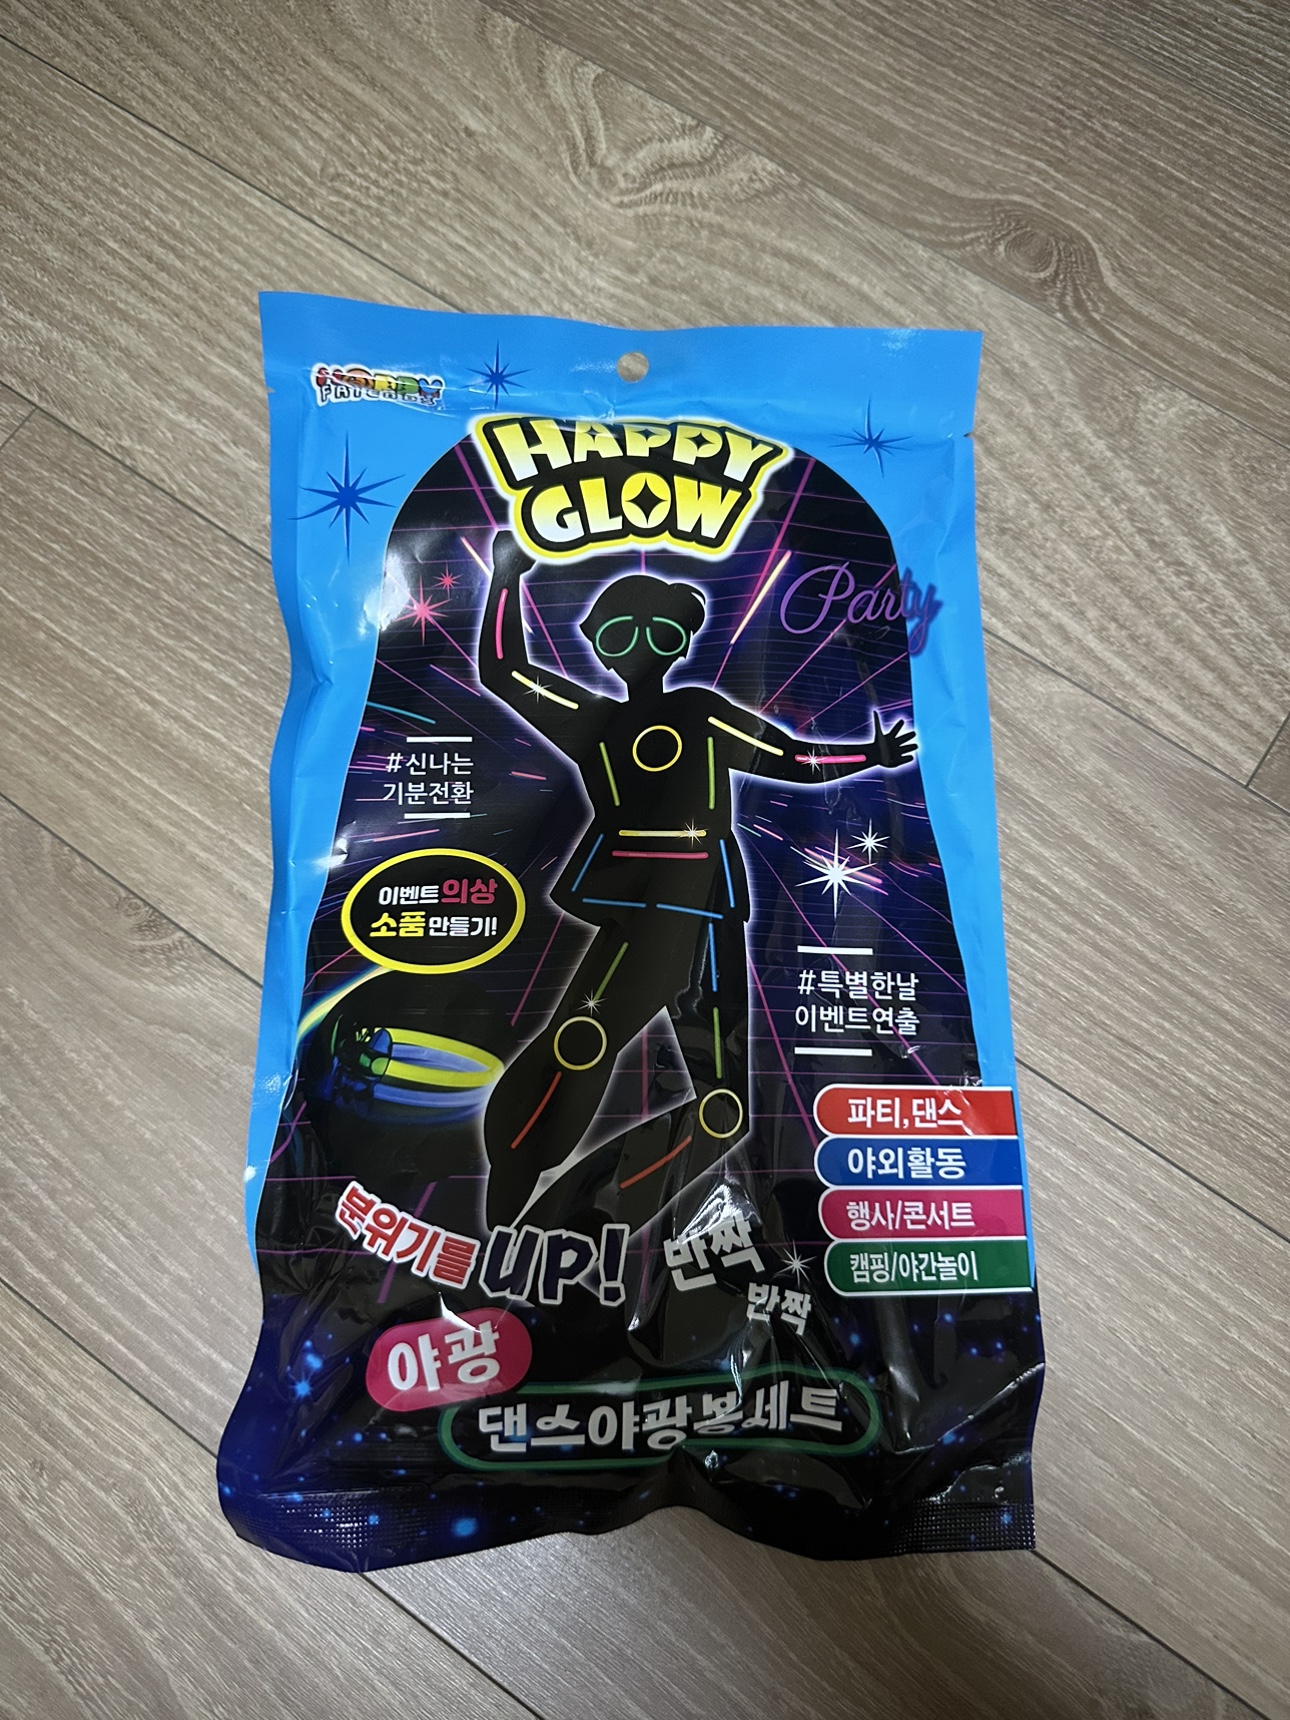 HAPPY
FRIENDS
HAPPY
GLOW
Party
#신나는
기분전환
이벤트의상
소품만들기!
#특별한날
이벤트연출
파티,댄스
야외활동
행사/콘서트
캠핑/야간놀이
분위기를 UP!
반짝
반짝
야광
댄스야광봉세트